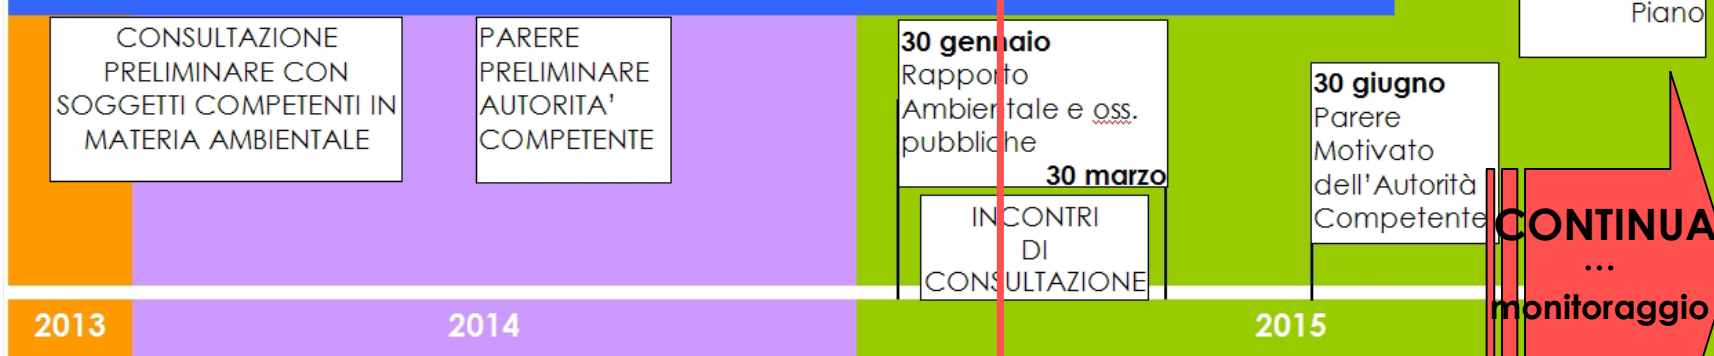 CONSULTAZIONE
PRELIMINARE CON
SOGGETTI COMPETENTI IN
MATERIA AMBIENTALE
PARERE
PRELIMINARE
AUTORITA’
COMPETENTE
30 gennaio
Rapporto
Ambientale e oss.
pubbliche
30 marzo
INCONTRI
DI
CONSULTAZIONE
30 giugno
Parere
Motivato
dell’Autorità
Competente
Piano
CONTINUA
...
monitoraggio
2013
2014
2015